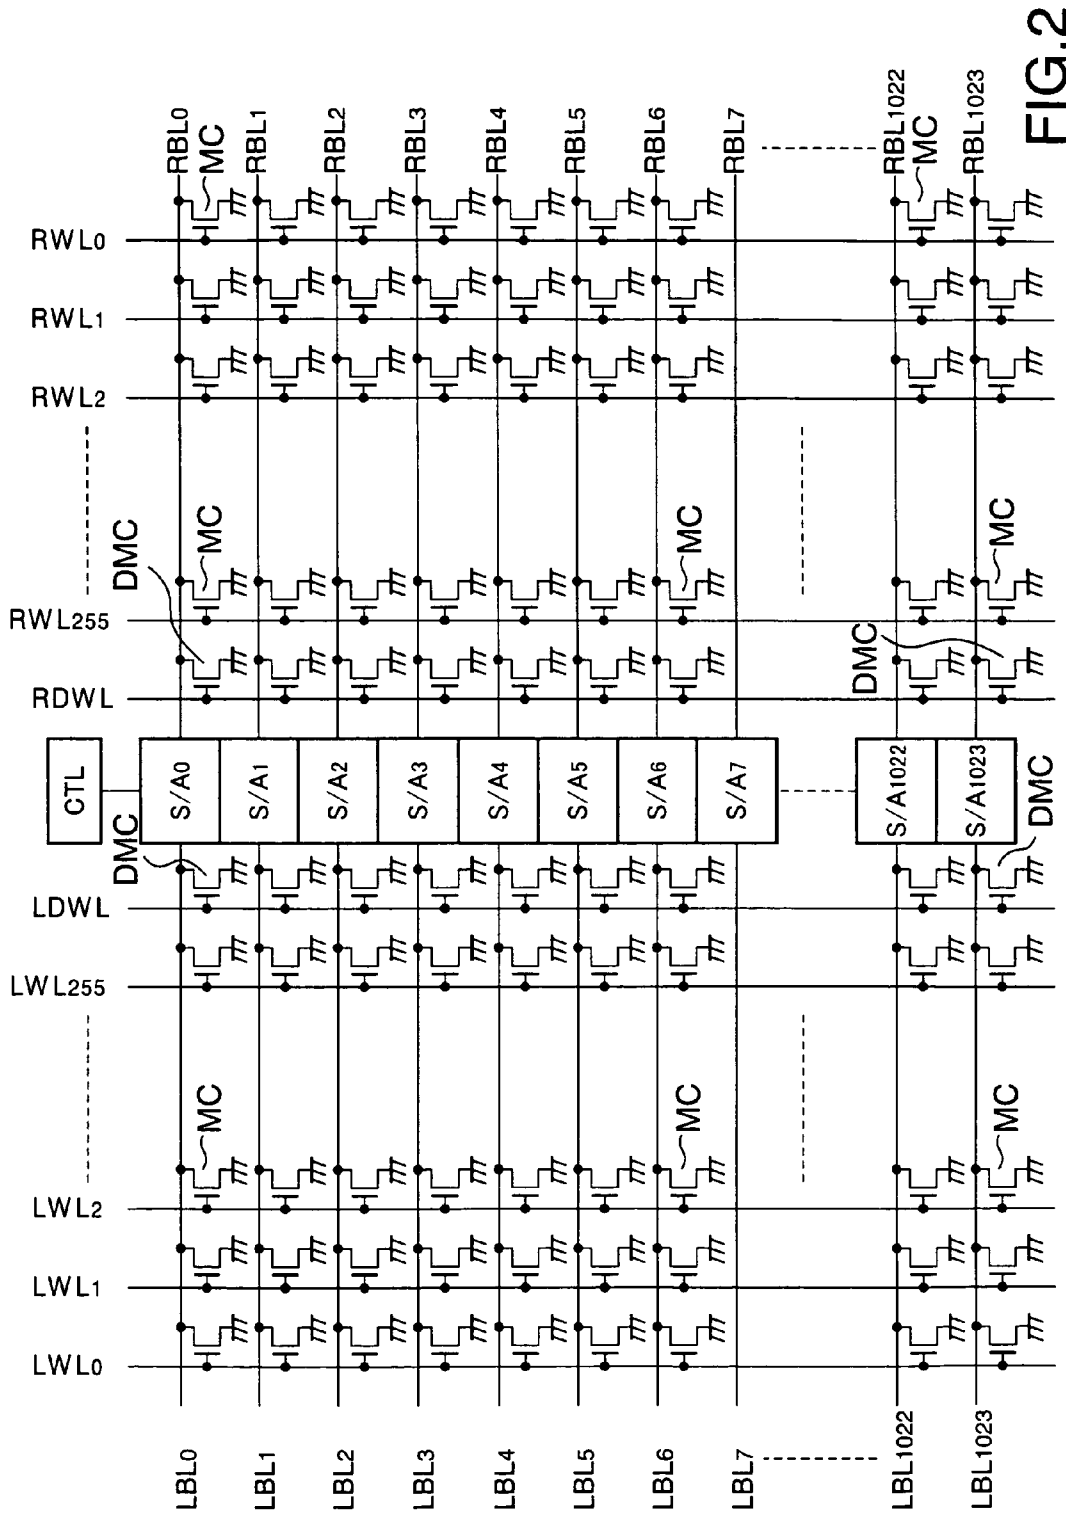 FIG.2
RBL0
RBL1
RBL2
RBL3
RBL4
RBL5
RBL6
RBL7
RBL1022
RBL1023
MC
MC
RWL0
RWL1
RWL2
DMC
MC
MC
MC
RWL255
DMC
RDWL
CTL
S/A0
S/A1
S/A2
S/A3
S/A4
S/A5
S/A6
S/A7
S/A1022
S/A1023
DMC
DMC
LDWL
LWL255
MC
MC
MC
LWL2
LWL1
LWL0
LBL0
LBL1
LBL2
LBL3
LBL4
LBL5
LBL6
LBL7
LBL1022
LBL1023